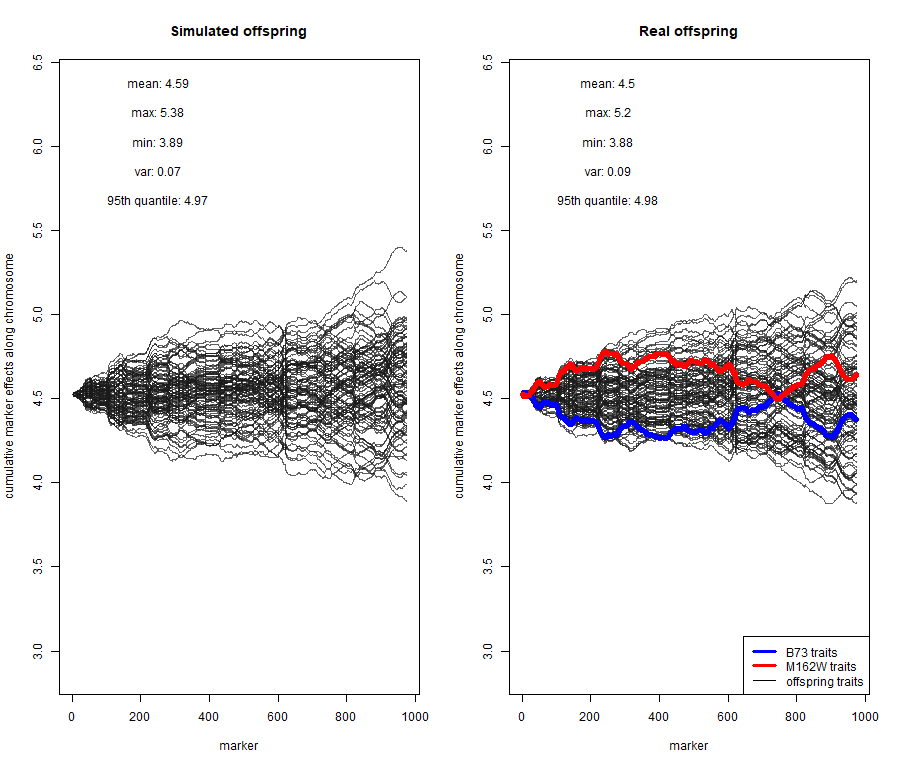 Simulated offspring
mean: 4.59
max: 5.38
min: 3.89
var: 0.07
95th quantile: 4.97
cumulative marker effects along chromosome
6.5
6.0
5.5
5.0
4.5
4.0
3.5
3.0
0 200 400 600 800 1000
marker
Real offspring
mean: 4.5
max: 5.2
min: 3.88
var: 0.09
95th quantile: 4.98
cumulative marker effects along chromosome
6.5
6.0
5.5
5.0
4.5
4.0
3.5
3.0
B73 traits
M162W traits
offspring traits
0 200 400 600 800 1000
marker